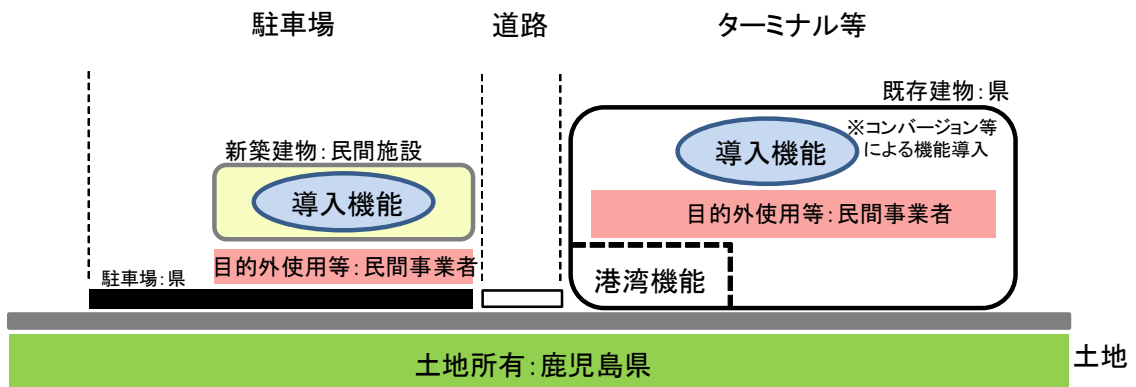 駐車場
道路
ターミナル等
既存建物:県
※コンバージョン等
による機能導入
導入機能
新築建物:民間施設
導入機能
目的外使用等:民間事業者
目的外使用等:民間事業者
駐車場:県
港湾機能
土地所有:鹿児島県
土地